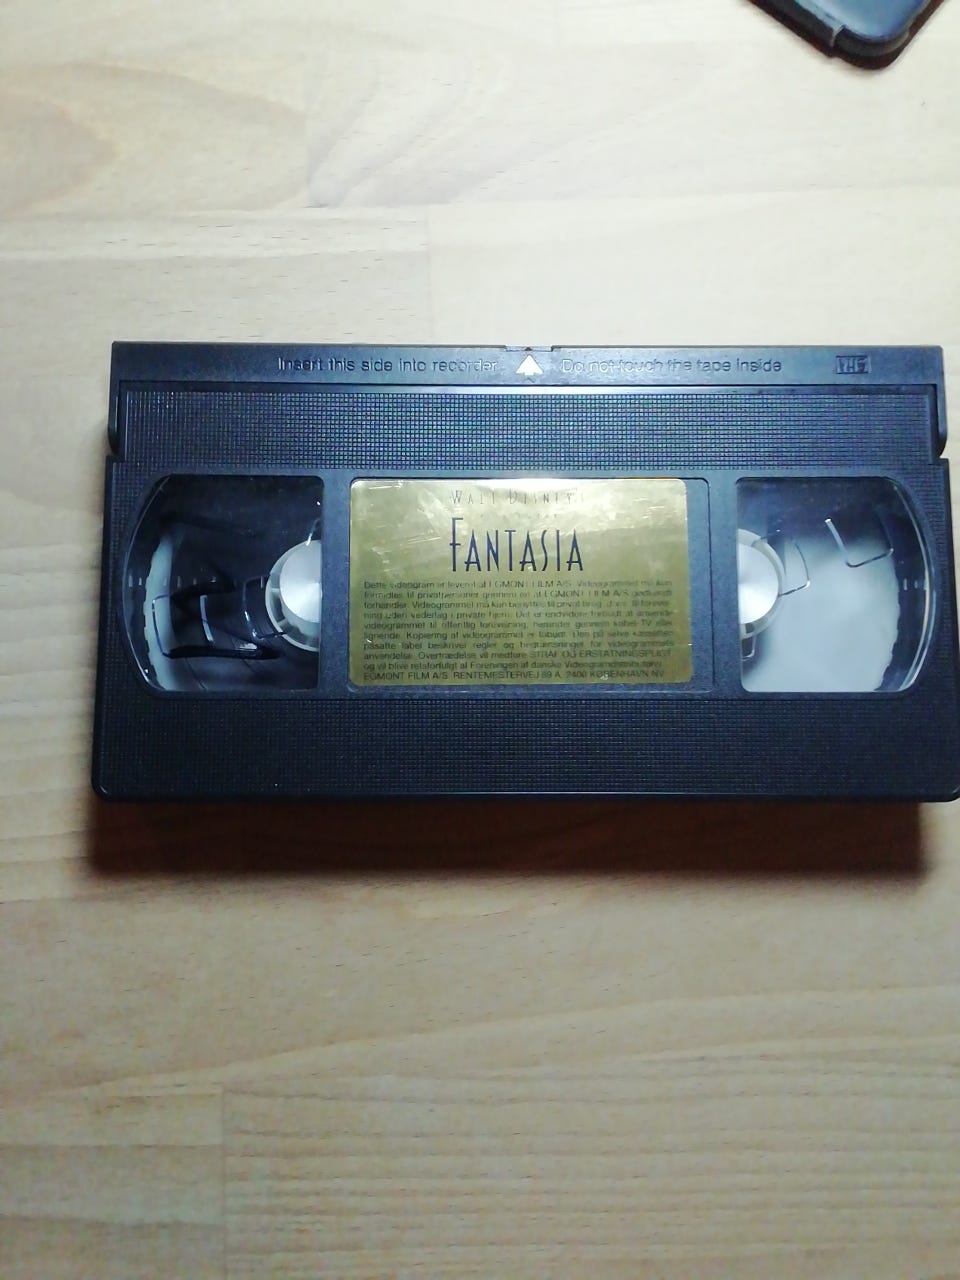 Insert this side into recorder Do not touch the tape inside VHS
WALT DISNEY'S
FANTASIA
Dette videogram er leveret af EGMONT FILM A/S. Videogrammet må kun
formidles til privatpersoner gennem en af EGMONT FILM A/S godkendt
forhandler. Videogrammet må kun benyttes til privat brug, d.v.s. til forevis-
ning uden vederlag i private hjem. Det er endvidere forbudt at anvende
videogrammet til offentlig forevisning, herunder gennem kabel-TV eller
lignende. Kopiering af videogrammet er forbudt. Den på selve kassetten
påsatte label beskriver regler og begrænsninger for videogrammets
anvendelse. Overtrædelse vil medføre STRAF OG ERSTATNINGSPLIGT
og vil blive retsforfulgt af Foreningen af danske Videogramdistributører.
EGMONT FILM A/S, RENTEMESTERVEJ 69 A, 2400 KØBENHAVN NV.